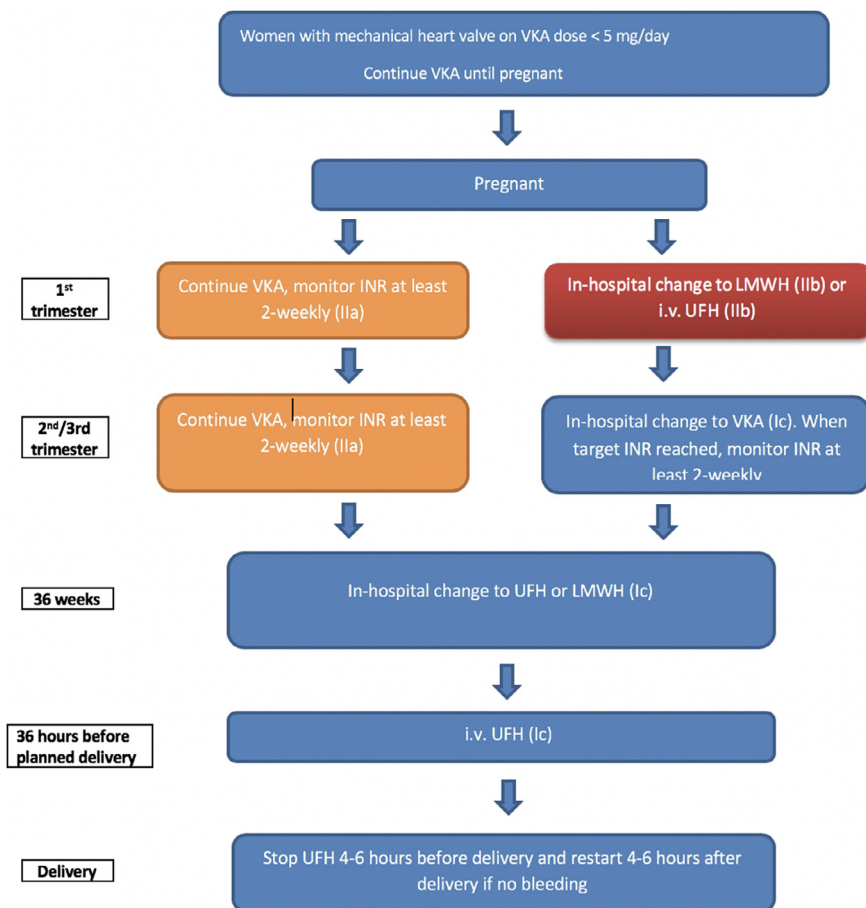 Women with mechanical heart valve on VKA dose < 5 mg/day
Continue VKA until pregnant
Pregnant
1st
trimester
Continue VKA, monitor INR at least
2-weekly (IIa)
In-hospital change to LMWH (IIb) or
i.v. UFH (IIb)
2nd/3rd
trimester
Continue VKA, monitor INR at least
2-weekly (IIa)
In-hospital change to VKA (Ic). When
target INR reached, monitor INR at
least 2-weekly
36 weeks
In-hospital change to UFH or LMWH (Ic)
36 hours before
planned delivery
i.v. UFH (Ic)
Delivery
Stop UFH 4-6 hours before delivery and restart 4-6 hours after
delivery if no bleeding